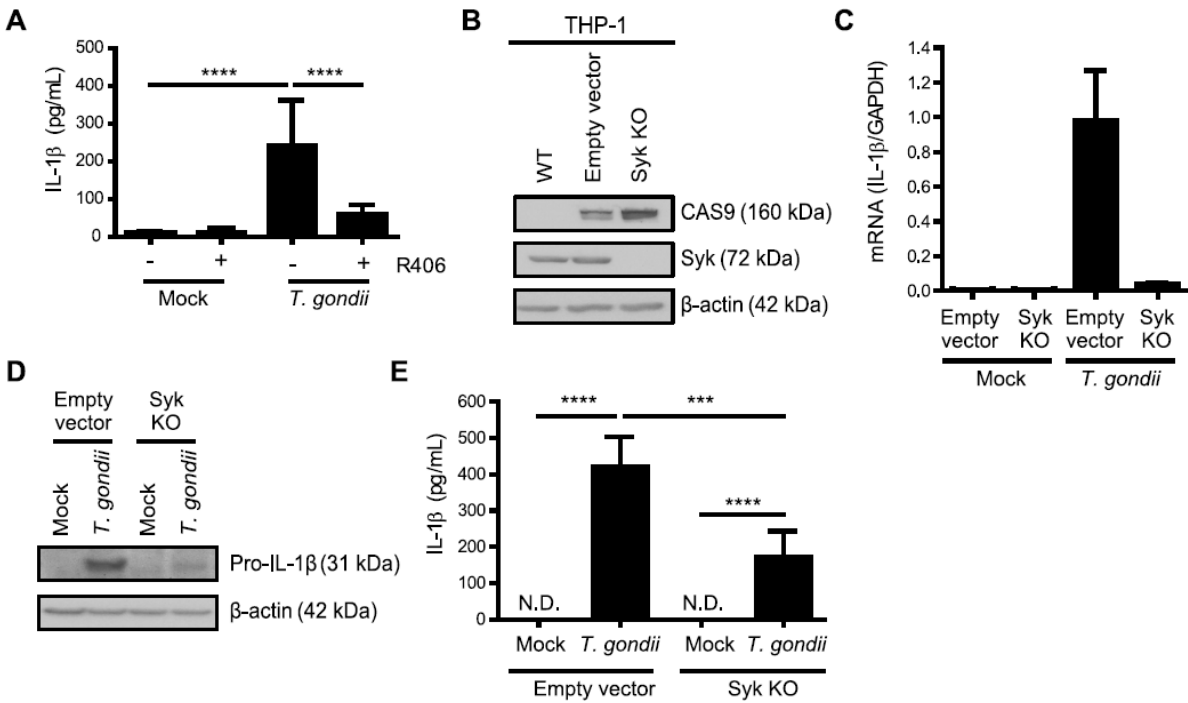 A
500
400
300
200
100
0
IL-1β (pg/mL)
****
****
-
+
-
+
R406
Mock
T. gondii
B
THP-1
WT
Empty vector
Syk KO
CAS9 (160 kDa)
Syk (72 kDa)
β-actin (42 kDa)
C
1.4
1.2
1.0
0.8
0.6
0.4
0.2
0.0
mRNA (IL-1β/GAPDH)
Empty
vector
Syk
KO
Empty
vector
Syk
KO
Mock
T. gondii
D
Empty
vector
Syk
KO
Mock
T. gondii
Mock
T. gondii
Pro-IL-1β (31 kDa)
β-actin (42 kDa)
E
600
500
400
300
200
100
0
IL-1β (pg/mL)
****
***
****
N.D.
N.D.
Mock
T. gondii
Mock
T. gondii
Empty vector
Syk KO